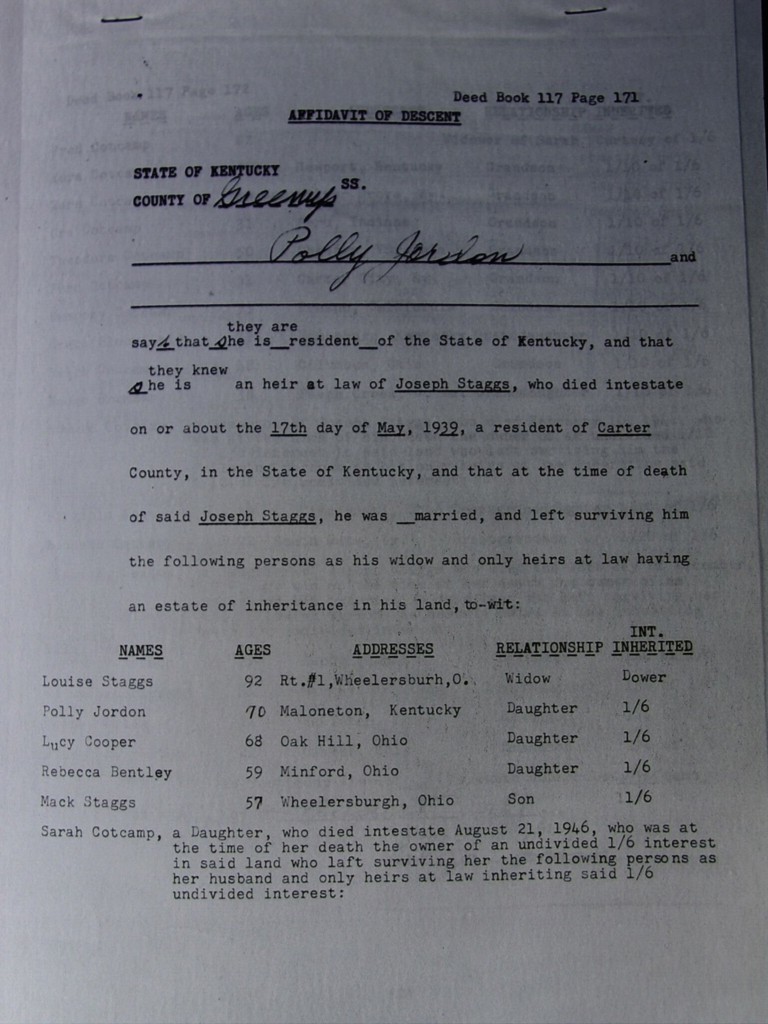 Deed Book 117 Page 171
AFFIDAVIT OF DESCENT
STATE OF KENTUCKY
SS.
COUNTY OF Greenup
Polly Jordon and
they are
says that she is__resident__of the State of Kentucky, and that
they knew
she is an heir at law of Joseph Staggs, who died intestate
on or about the 17th day of May, 1939, a resident of Carter
County, in the State of Kentucky, and that at the time of death
of said Joseph Staggs, he was __married, and left surviving him
the following persons as his widow and only heirs at law having
an estate of inheritance in his land, to-wit:
INT.
NAMES AGES ADDRESSES RELATIONSHIP INHERITED
Louise Staggs 92 Rt.#1,Wheelersburh,O. Widow Dower
Polly Jordon 70 Maloneton, Kentucky Daughter 1/6
Lucy Cooper 68 Oak Hill, Ohio Daughter 1/6
Rebecca Bentley 59 Minford, Ohio Daughter 1/6
Mack Staggs 57 Wheelersburgh, Ohio Son 1/6
Sarah Cotcamp, a Daughter, who died intestate August 21, 1946, who was at
the time of her death the owner of an undivided 1/6 interest
in said land who laft surviving her the following persons as
her husband and only heirs at law inheriting said 1/6
undivided interest: